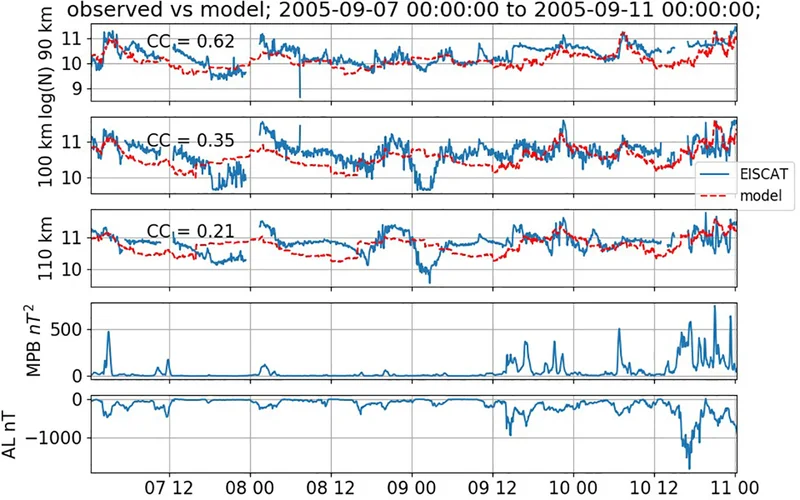 observed vs model; 2005-09-07 00:00:00 to 2005-09-11 00:00:00;
log(N) 90 km
11
10
9
CC = 0.62
100 km
11
10
CC = 0.35
EISCAT
model
110 km
11
10
CC = 0.21
MPB nT²
500
0
AL nT
0
−1000
07 12
08 00
08 12
09 00
09 12
10 00
10 12
11 00